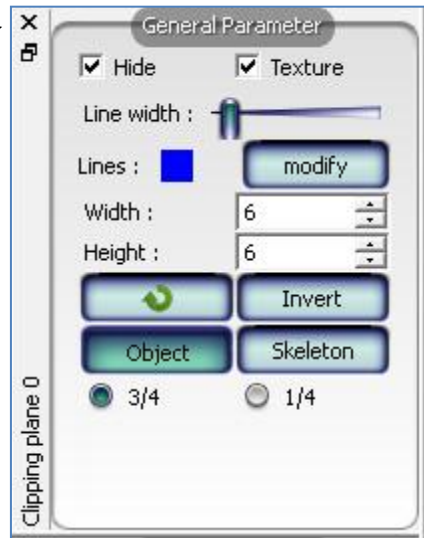 General Parameter
Hide Texture
Line width :
Lines : modify
Width : 6
Height : 6
Invert
Object Skeleton
3/4 1/4
Clipping plane 0